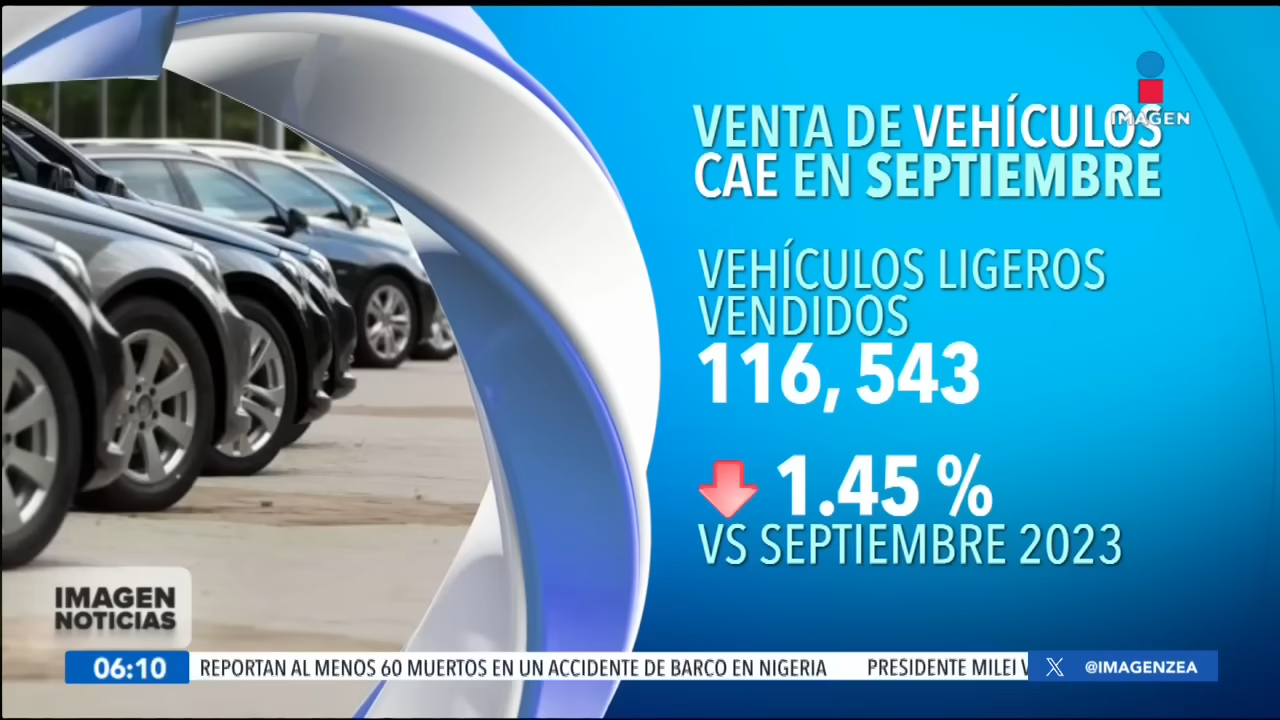 IMAGEN
VENTA DE VEHÍCULOS
CAE EN SEPTIEMBRE
VEHÍCULOS LIGEROS
VENDIDOS
116, 543
1.45 %
VS SEPTIEMBRE 2023
IMAGEN
NOTICIAS
06:10
REPORTAN AL MENOS 60 MUERTOS EN UN ACCIDENTE DE BARCO EN NIGERIA
PRESIDENTE MILEI
@IMAGENZEA